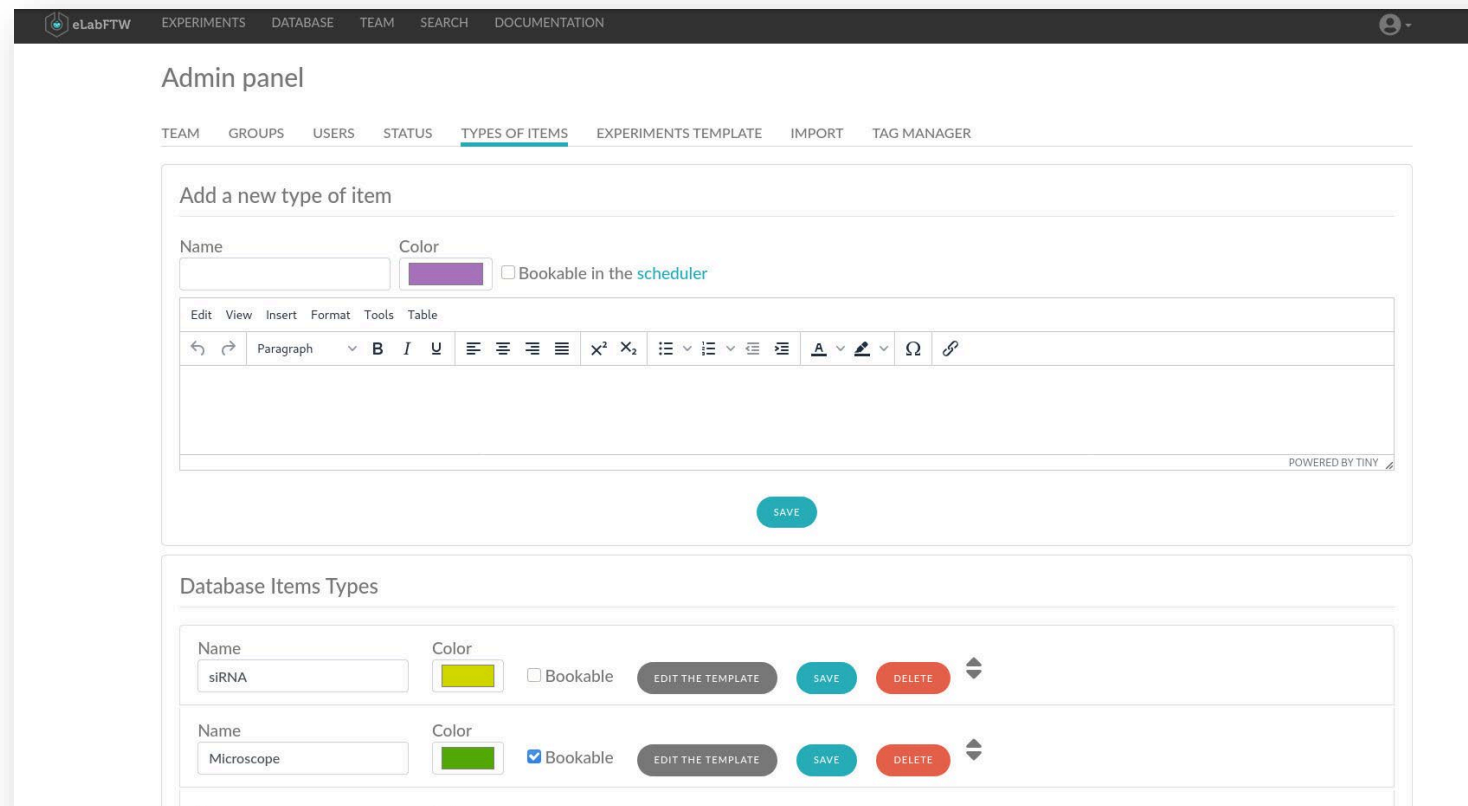 eLabFTW EXPERIMENTS DATABASE TEAM SEARCH DOCUMENTATION
Admin panel
TEAM GROUPS USERS STATUS TYPES OF ITEMS EXPERIMENTS TEMPLATE IMPORT TAG MANAGER
Add a new type of item
Name Color
Bookable in the scheduler
Edit View Insert Format Tools Table
Paragraph B I U X² X₂ A Ω
POWERED BY TINY
SAVE
Database Items Types
Name Color
siRNA Bookable EDIT THE TEMPLATE SAVE DELETE
Name Color
Microscope Bookable EDIT THE TEMPLATE SAVE DELETE